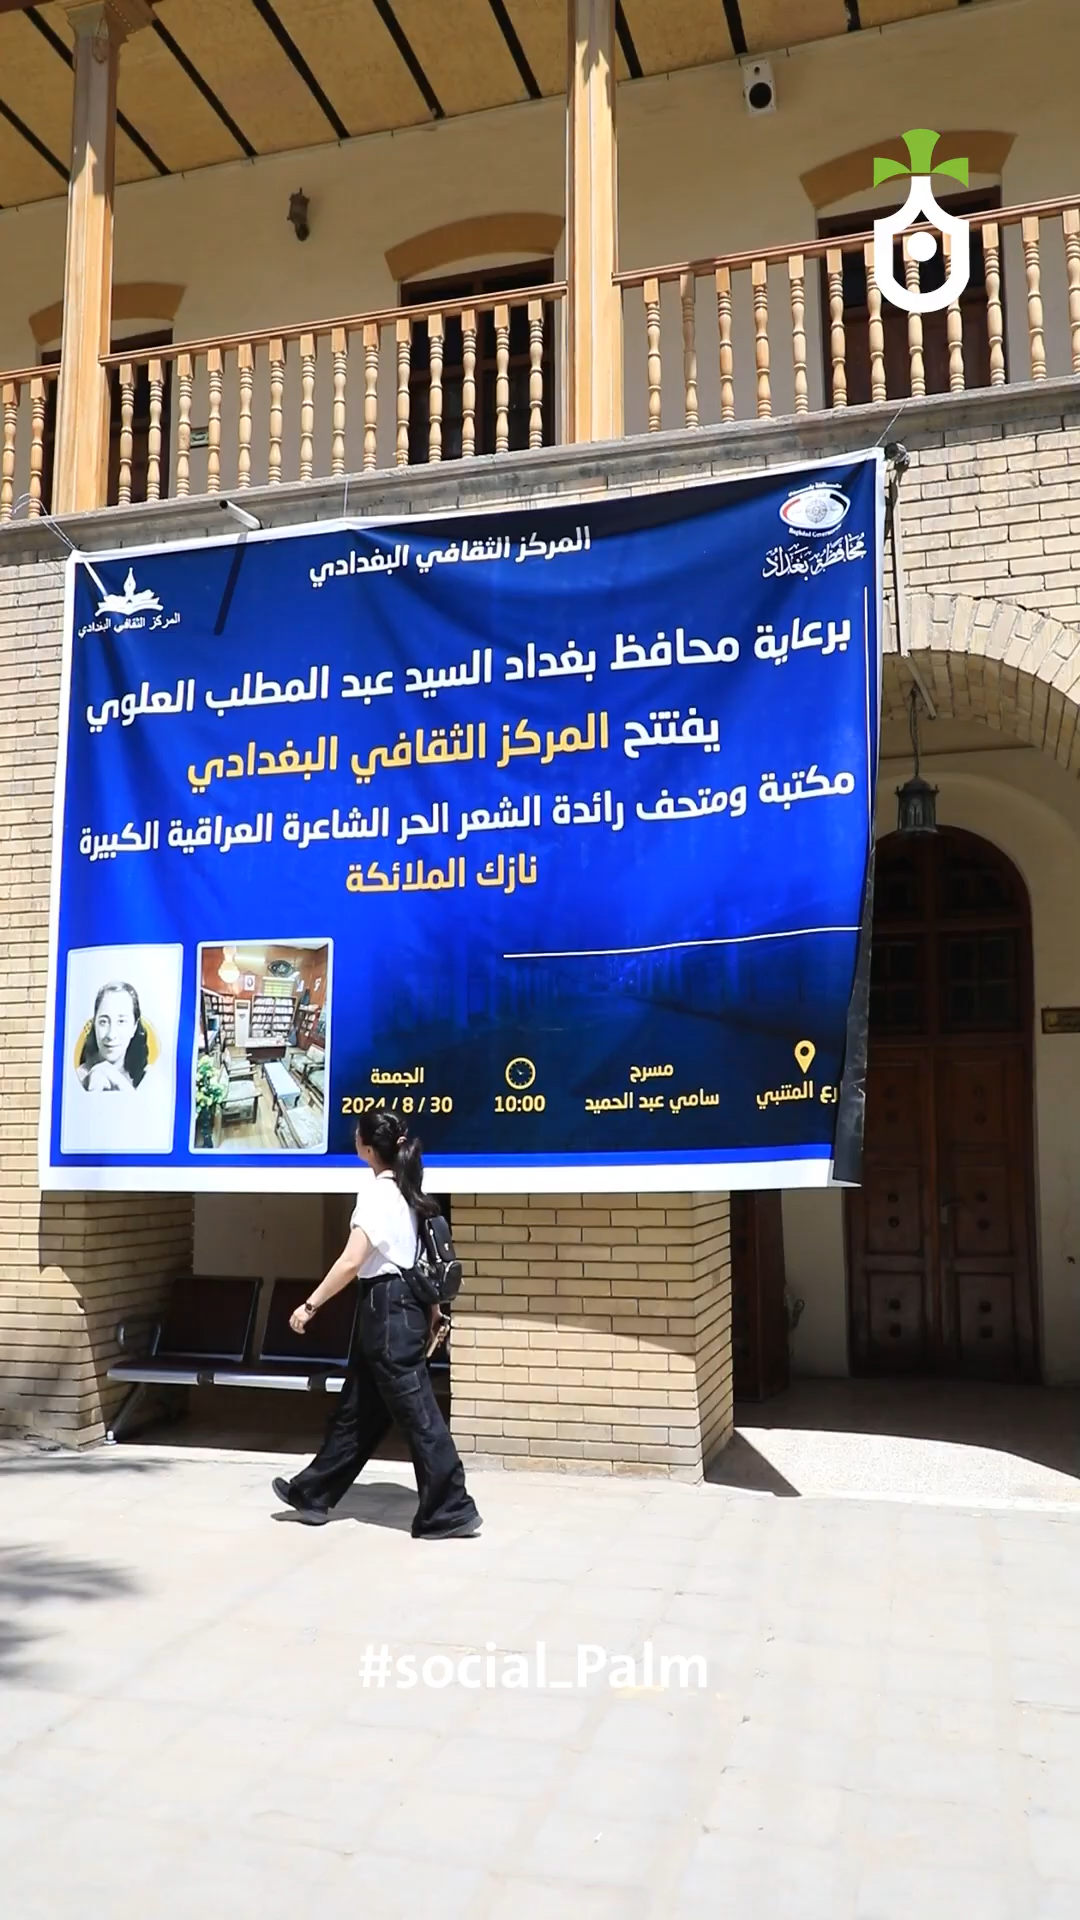 المركز الثقافي البغدادي
محافظة بغداد
المركز الثقافي البغدادي
برعاية محافظ بغداد السيد عبد المطلب العلوي
يفتتح المركز الثقافي البغدادي
مكتبة ومتحف رائدة الشعر الحر الشاعرة العراقية الكبيرة
نازك الملائكة
رع المتنبي
مسرح
سامي عبد الحميد
10:00
الجمعة
2024 / 8 / 30
#social_Palm